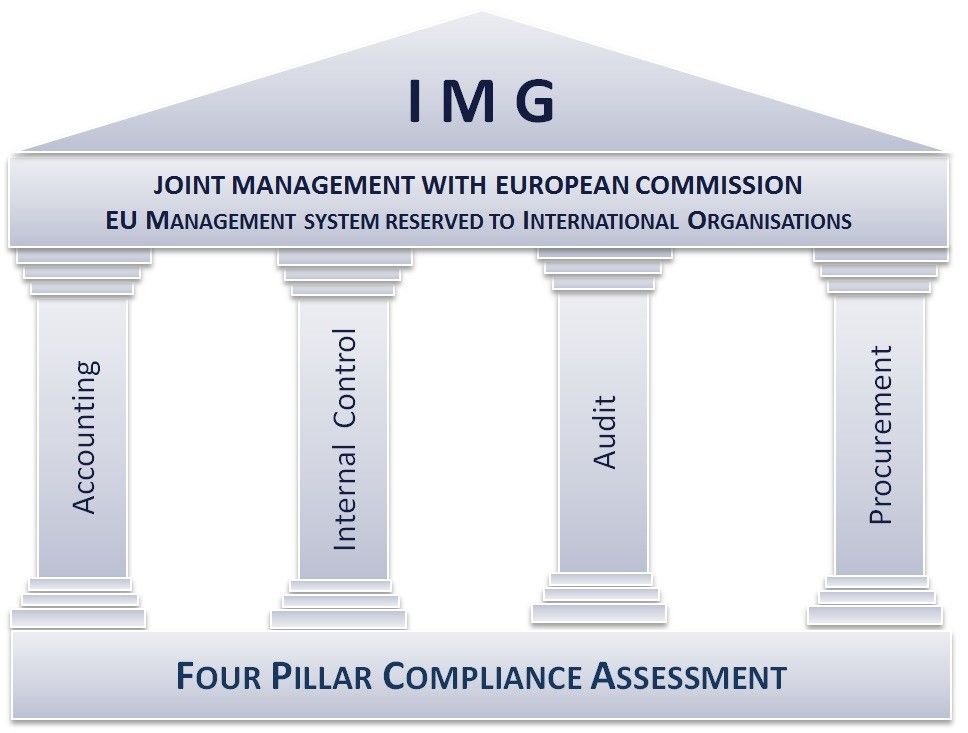 I M G
JOINT MANAGEMENT WITH EUROPEAN COMMISSION
EU MANAGEMENT SYSTEM RESERVED TO INTERNATIONAL ORGANISATIONS
Accounting
Internal Control
Audit
Procurement
FOUR PILLAR COMPLIANCE ASSESSMENT